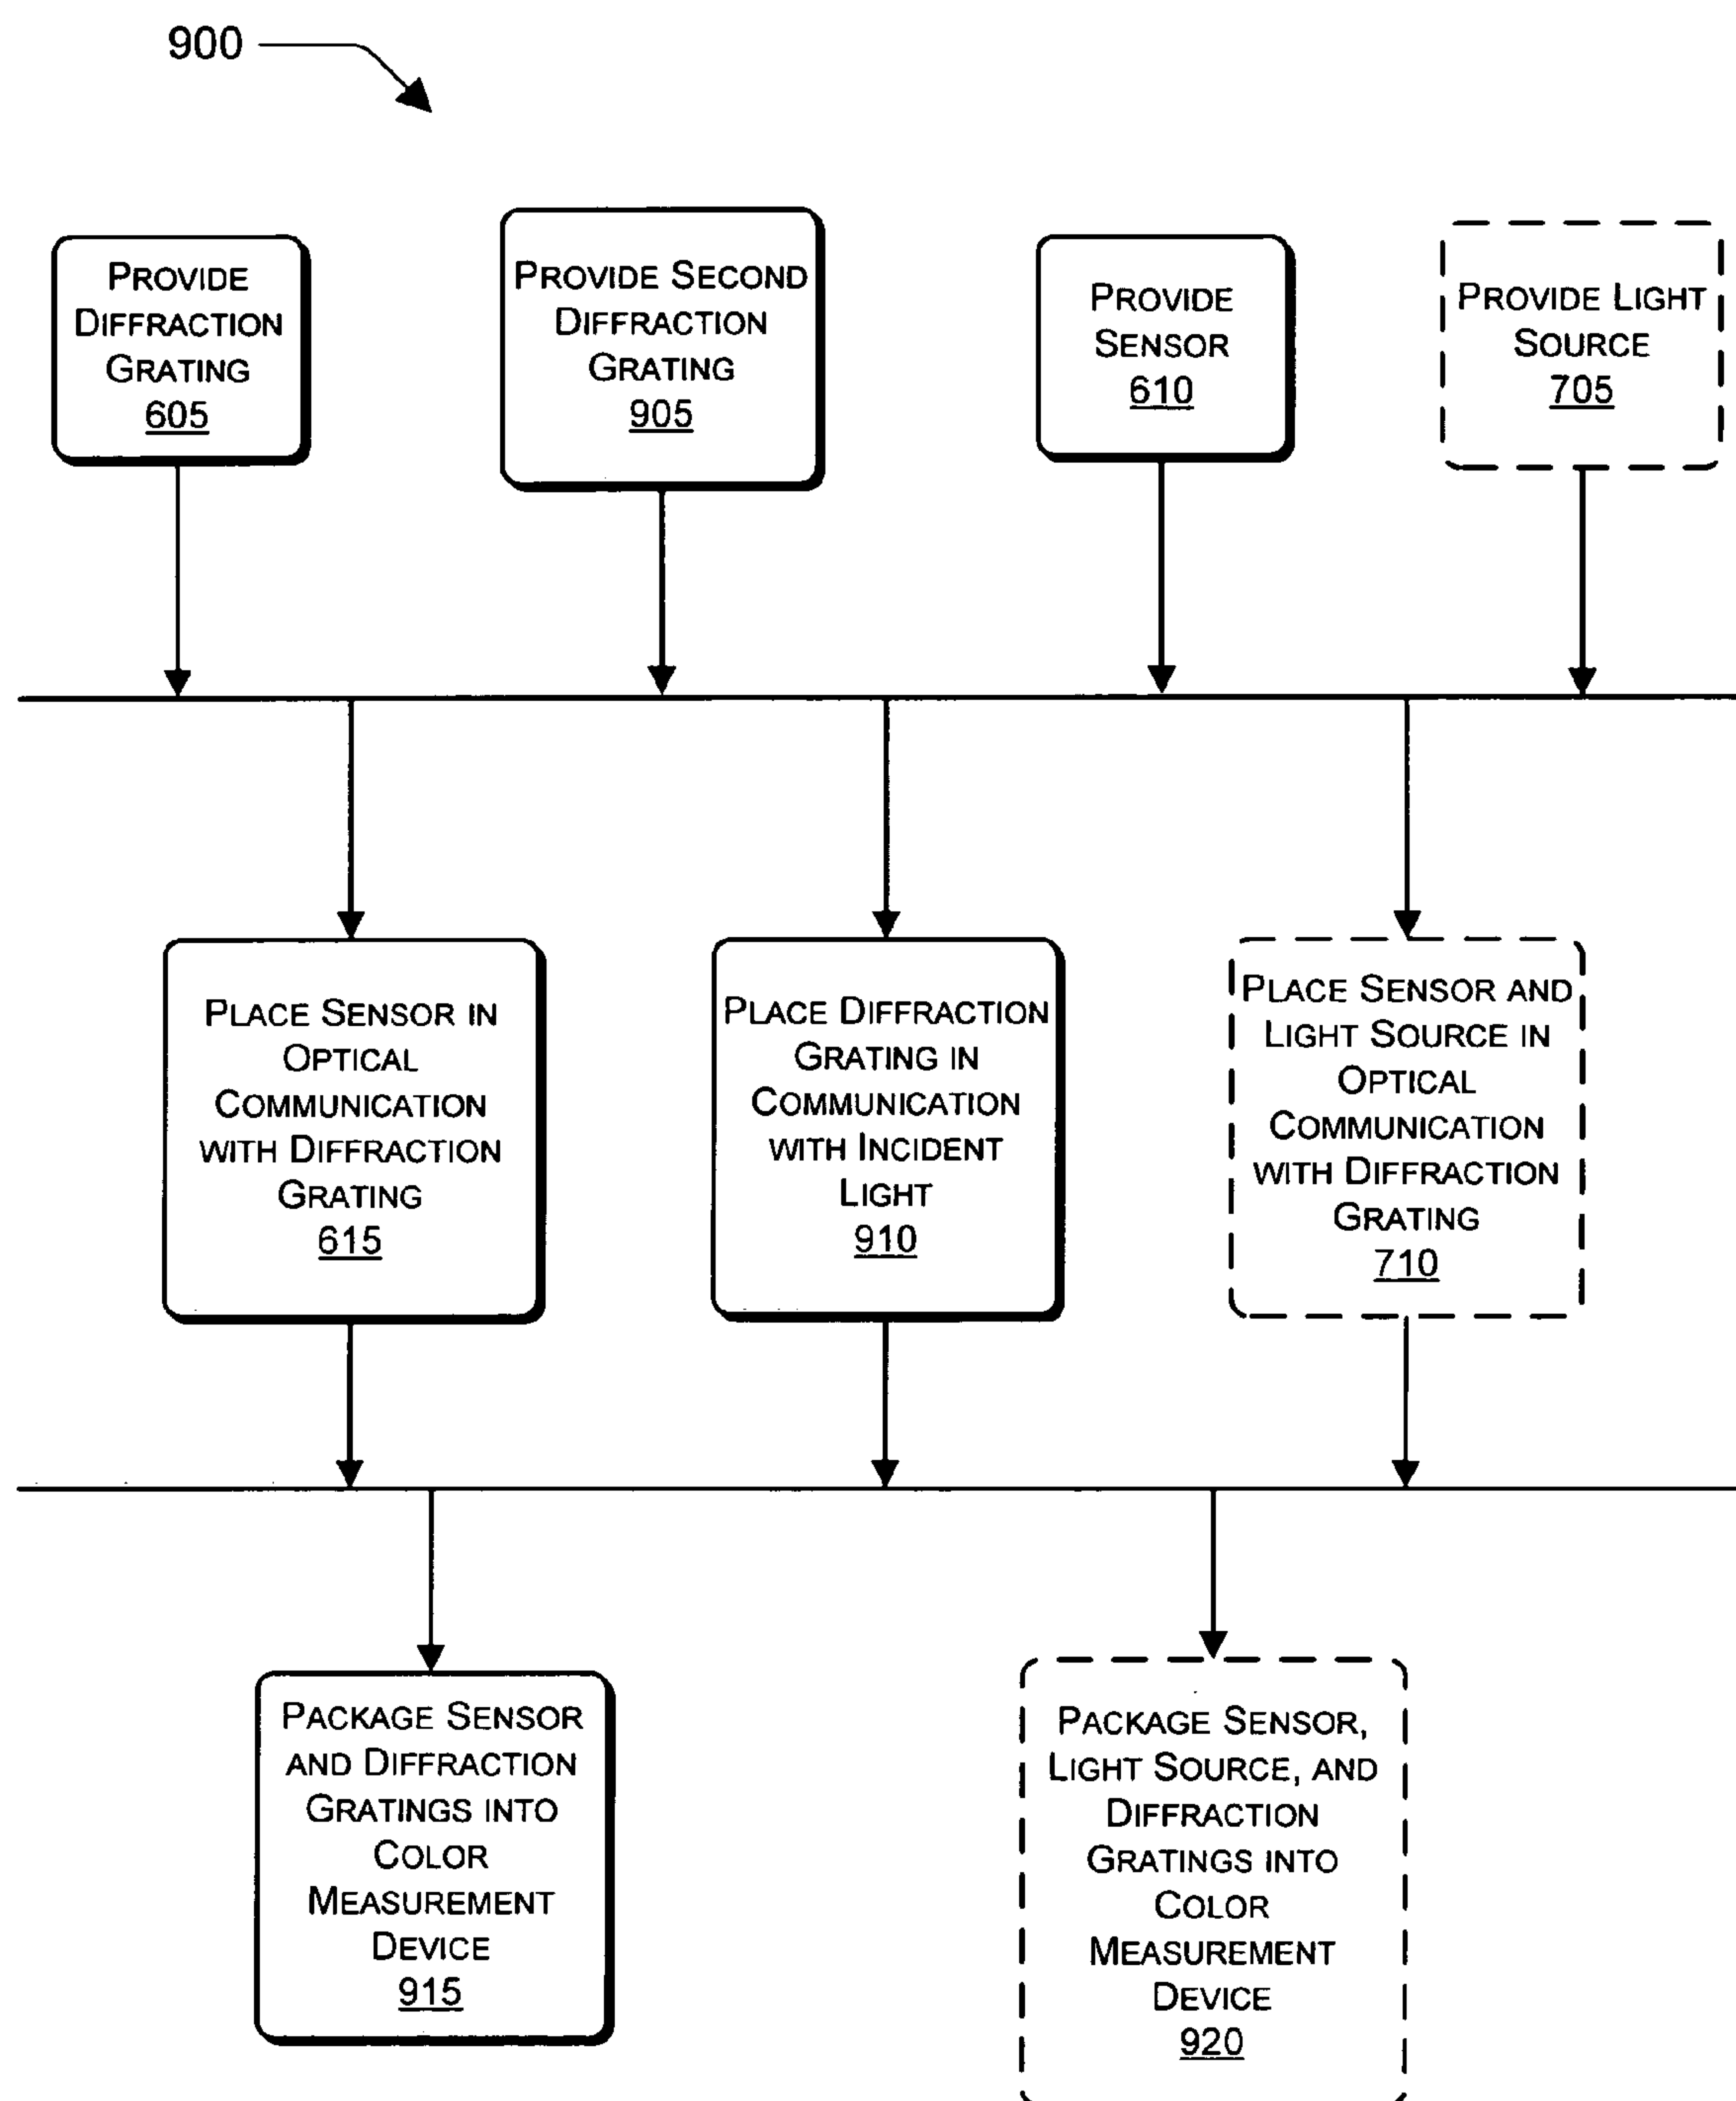 900
PROVIDE
DIFFRACTION
GRATING
605
PROVIDE SECOND
DIFFRACTION
GRATING
905
PROVIDE
SENSOR
610
PROVIDE LIGHT
SOURCE
705
PLACE SENSOR IN
OPTICAL
COMMUNICATION
WITH DIFFRACTION
GRATING
615
PLACE DIFFRACTION
GRATING IN
COMMUNICATION
WITH INCIDENT
LIGHT
910
PLACE SENSOR AND
LIGHT SOURCE IN
OPTICAL
COMMUNICATION
WITH DIFFRACTION
GRATING
710
PACKAGE SENSOR
AND DIFFRACTION
GRATINGS INTO
COLOR
MEASUREMENT
DEVICE
915
PACKAGE SENSOR,
LIGHT SOURCE, AND
DIFFRACTION
GRATINGS INTO
COLOR
MEASUREMENT
DEVICE
920